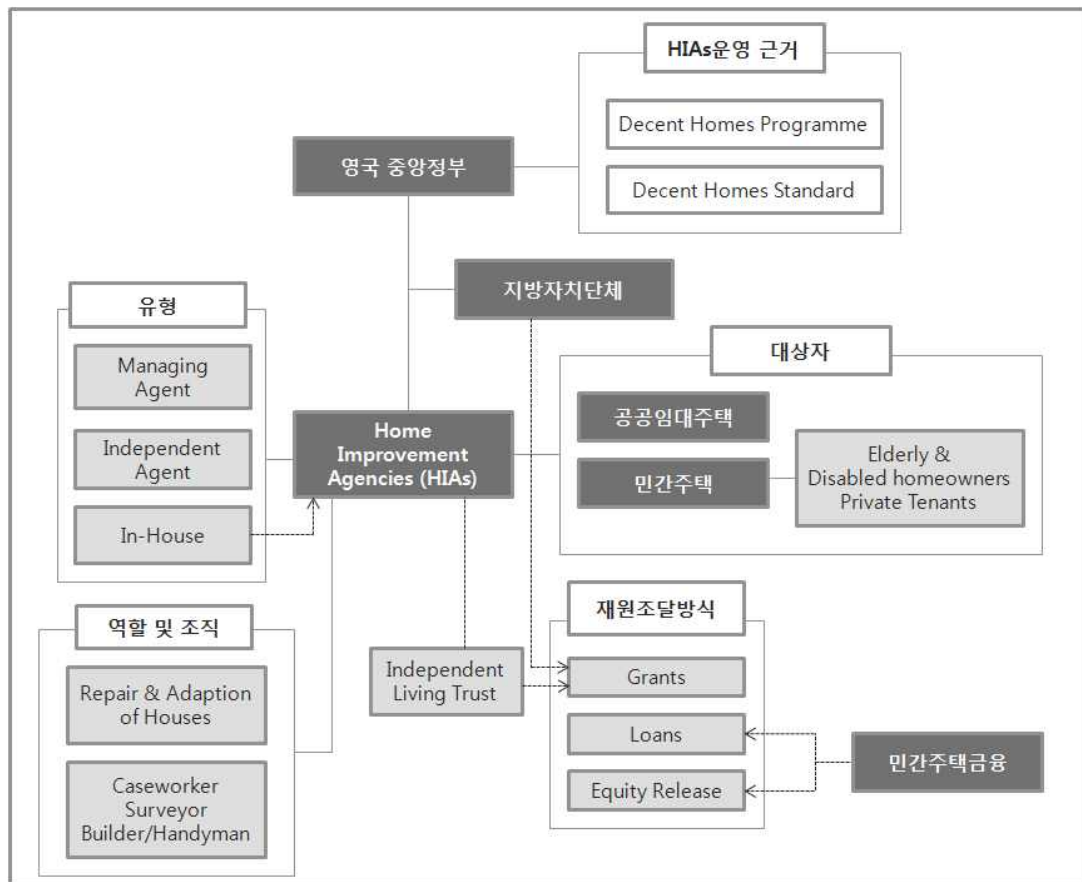 HIAs운영 근거
Decent Homes Programme
Decent Homes Standard
영국 중앙정부
지방자치단체
유형
Managing
Agent
Independent
Agent
In-House
Home
Improvement
Agencies (HIAs)
대상자
공공임대주택
민간주택
Elderly &
Disabled homeowners
Private Tenants
역할 및 조직
Repair & Adaption
of Houses
Caseworker
Surveyor
Builder/Handyman
Independent
Living Trust
재원조달방식
Grants
Loans
Equity Release
민간주택금융